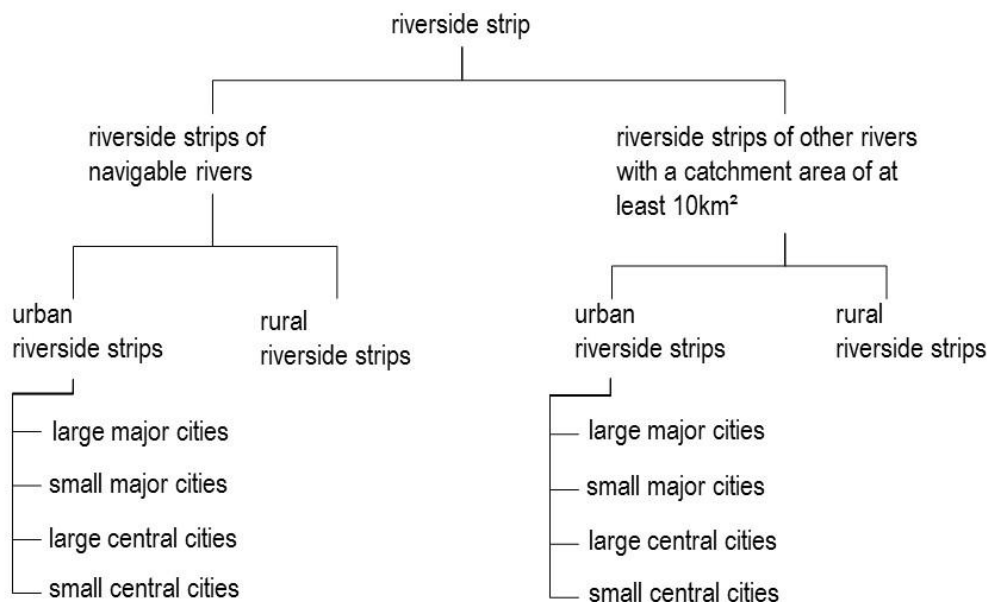 riverside strip
riverside strips of
navigable rivers
riverside strips of other rivers
with a catchment area of at
least 10km²
urban
riverside strips
rural
riverside strips
urban
riverside strips
rural
riverside strips
large major cities
small major cities
large central cities
small central cities
large major cities
small major cities
large central cities
small central cities